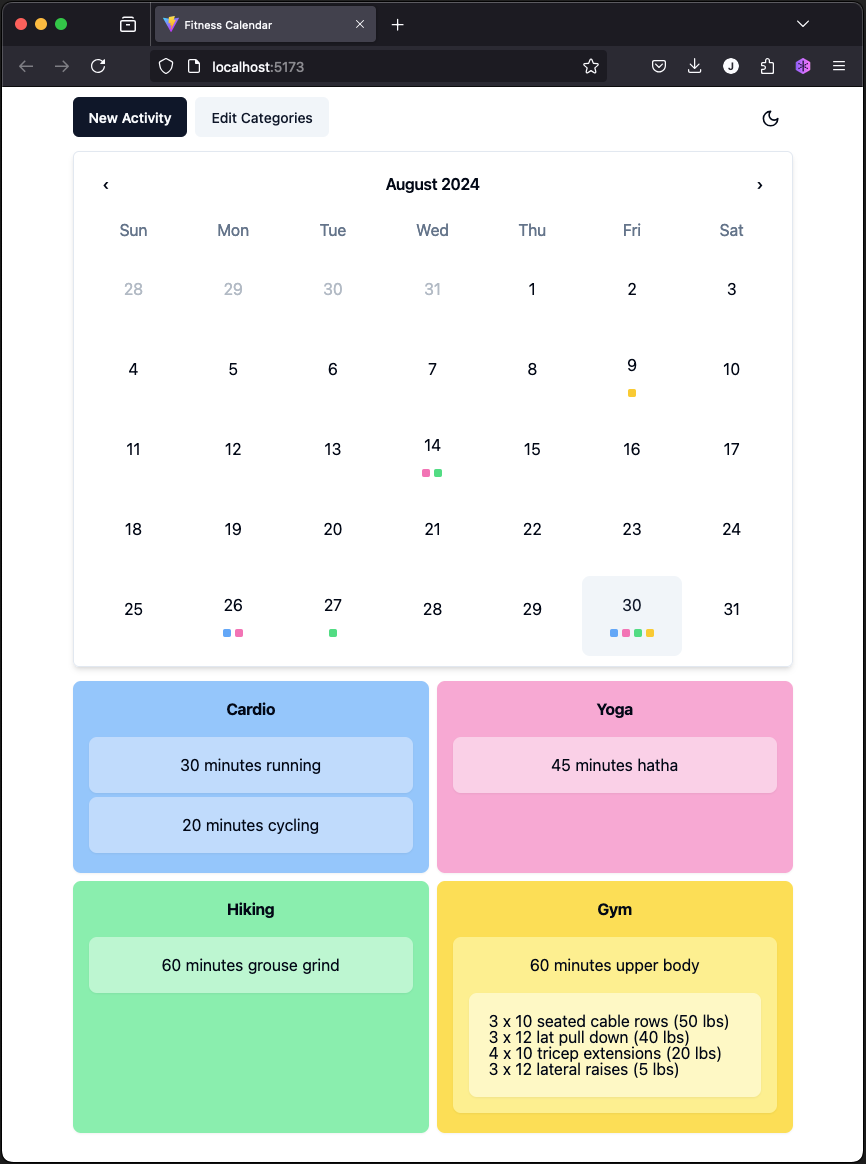 Fitness Calendar
localhost:5173
J
New Activity Edit Categories
‹ August 2024 ›
Sun Mon Tue Wed Thu Fri Sat
28 29 30 31 1 2 3
4 5 6 7 8 9 10
11 12 13 14 15 16 17
18 19 20 21 22 23 24
25 26 27 28 29 30 31
Cardio
30 minutes running
20 minutes cycling
Yoga
45 minutes hatha
Hiking
60 minutes grouse grind
Gym
60 minutes upper body
3 x 10 seated cable rows (50 lbs)
3 x 12 lat pull down (40 lbs)
4 x 10 tricep extensions (20 lbs)
3 x 12 lateral raises (5 lbs)